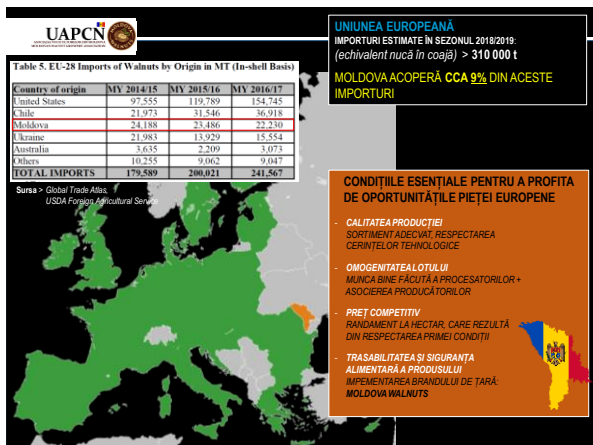 UAPCN
UNIUNEA EUROPEANĂ
IMPORTURI ESTIMATE ÎN SEZONUL 2018/2019:
(echivalent nucă în coajă) > 310 000 t
MOLDOVA ACOPERĂ CCA 9% DIN ACESTE
IMPORTURI
Table 5. EU-28 Imports of Walnuts by Origin in MT (In-shell Basis)
Country of origin MY 2014/15 MY 2015/16 MY 2016/17
United States 97,555 119,789 154,745
Chile 21,973 31,546 36,918
Moldova 24,188 23,486 22,230
Ukraine 21,983 13,929 15,554
Australia 3,635 2,209 3,073
Others 10,255 9,062 9,047
TOTAL IMPORTS 179,589 200,021 241,567
Sursa > Global Trade Atlas,
USDA Foreign Agricultural Service
CONDIȚIILE ESENȚIALE PENTRU A PROFITA
DE OPORTUNITĂȚILE PIEȚEI EUROPENE
- CALITATEA PRODUCȚIEI
SORTIMENT ADECVAT, RESPECTAREA
CERINȚELOR TEHNOLOGICE
- OMOGENITATEA LOTULUI
MUNCA BINE FĂCUTĂ A PROCESATORILOR +
ASOCIEREA PRODUCĂTORILOR
- PREȚ COMPETITIV
RANDAMENT LA HECTAR, CARE REZULTĂ
DIN RESPECTAREA PRIMEI CONDIȚII
- TRASABILITATEA ȘI SIGURANȚA
ALIMENTARĂ A PRODUSULUI
IMPEMENTAREA BRANDULUI DE ȚARĂ:
MOLDOVA WALNUTS